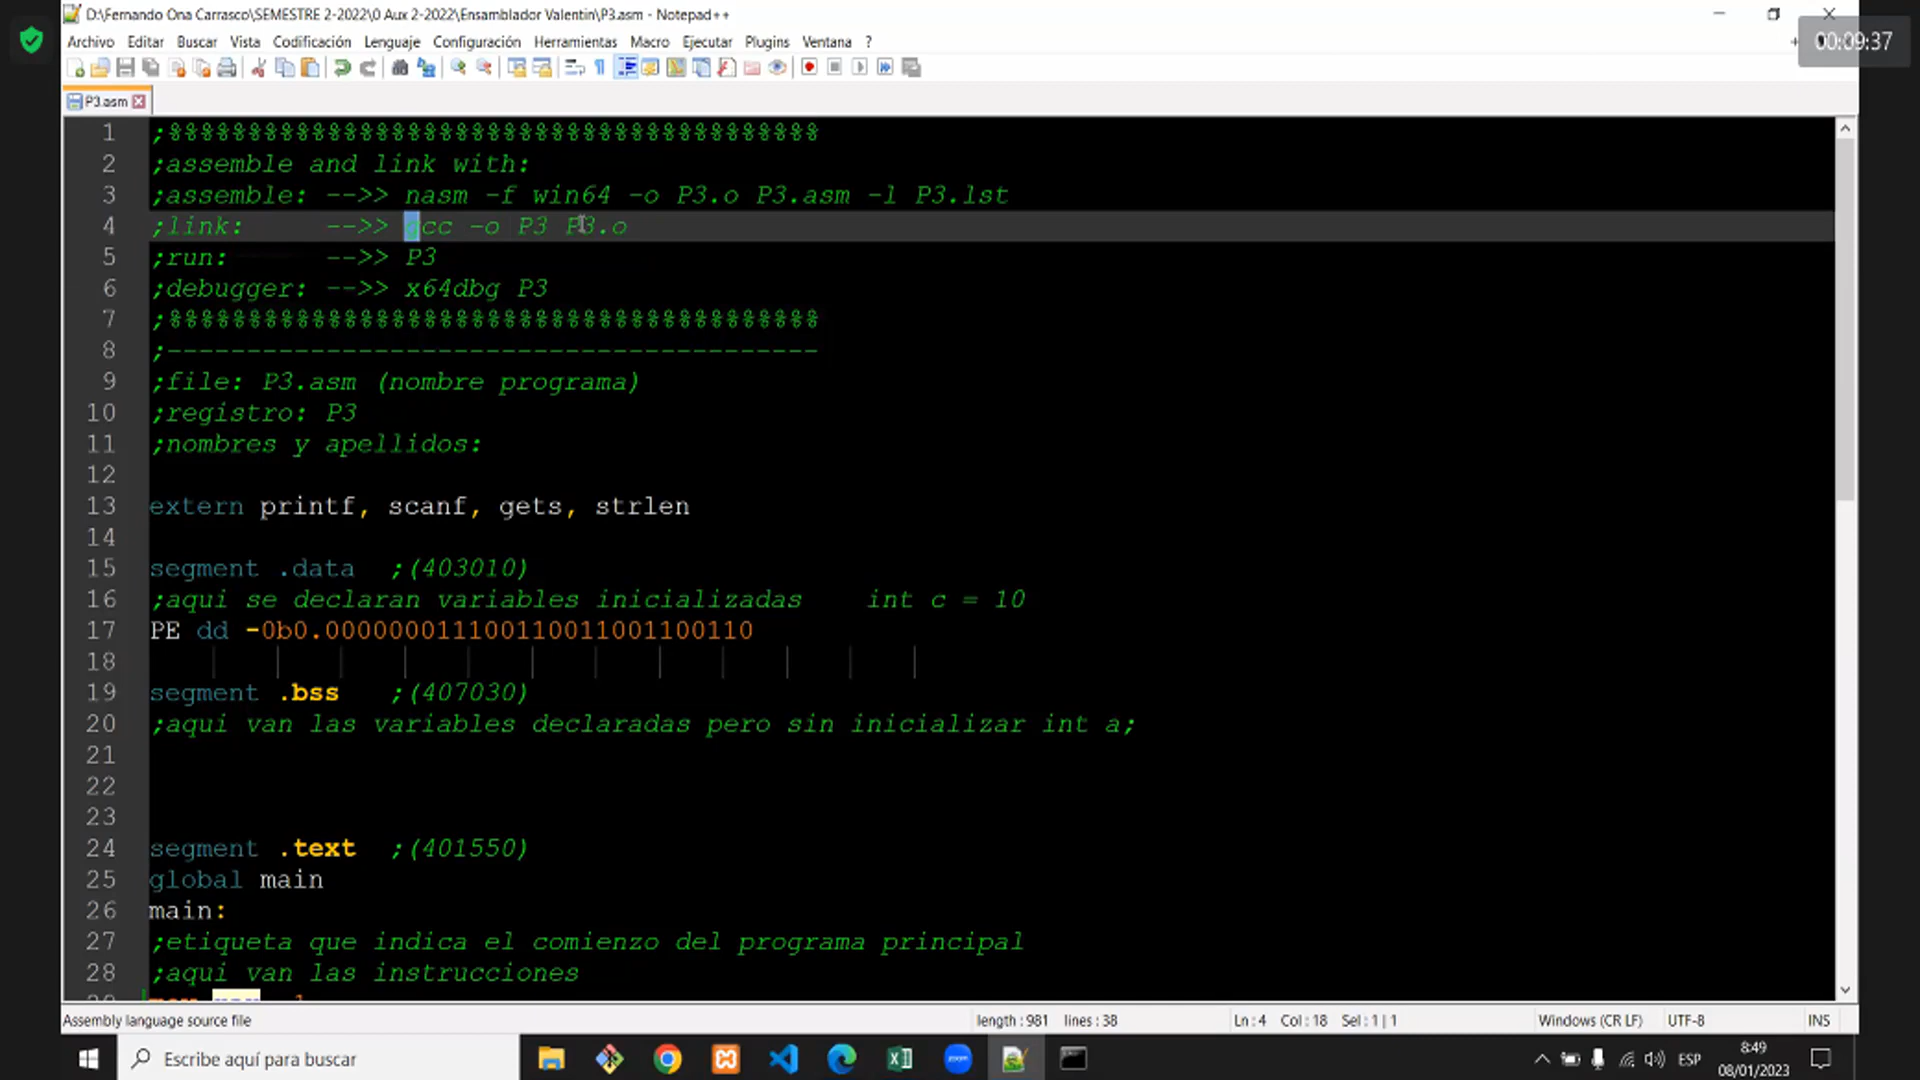 D:\Fernando Ona Carrasco\SEMESTRE 2-2022\0 Aux 2-2022\Ensamblador Valentin\P3.asm - Notepad++
00:09:37
Archivo Editar Buscar Vista Codificación Lenguaje Configuración Herramientas Macro Ejecutar Plugins Ventana ?
P3.asm
1 ;%%%%%%%%%%%%%%%%%%%%%%%%%%%%%%%%%%%%%%%%%
2 ;assemble and link with:
3 ;assemble: -->> nasm -f win64 -o P3.o P3.asm -l P3.lst
4 ;link: -->> gcc -o P3 P3.o
5 ;run: -->> P3
6 ;debugger: -->> x64dbg P3
7 ;%%%%%%%%%%%%%%%%%%%%%%%%%%%%%%%%%%%%%%%%%
8 ;-----------------------------------------
9 ;file: P3.asm (nombre programa)
10 ;registro: P3
11 ;nombres y apellidos:
12
13 extern printf, scanf, gets, strlen
14
15 segment .data ;(403010)
16 ;aqui se declaran variables inicializadas int c = 10
17 PE dd -0b0.00000001110011001100110
18
19 segment .bss ;(407030)
20 ;aqui van las variables declaradas pero sin inicializar int a;
21
22
23
24 segment .text ;(401550)
25 global main
26 main:
27 ;etiqueta que indica el comienzo del programa principal
28 ;aqui van las instrucciones
Assembly language source file length : 981 lines : 38 Ln : 4 Col : 18 Sel : 1 | 1 Windows (CR LF) UTF-8 INS
Escribe aquí para buscar
zoom
ESP
8:49
08/01/2023